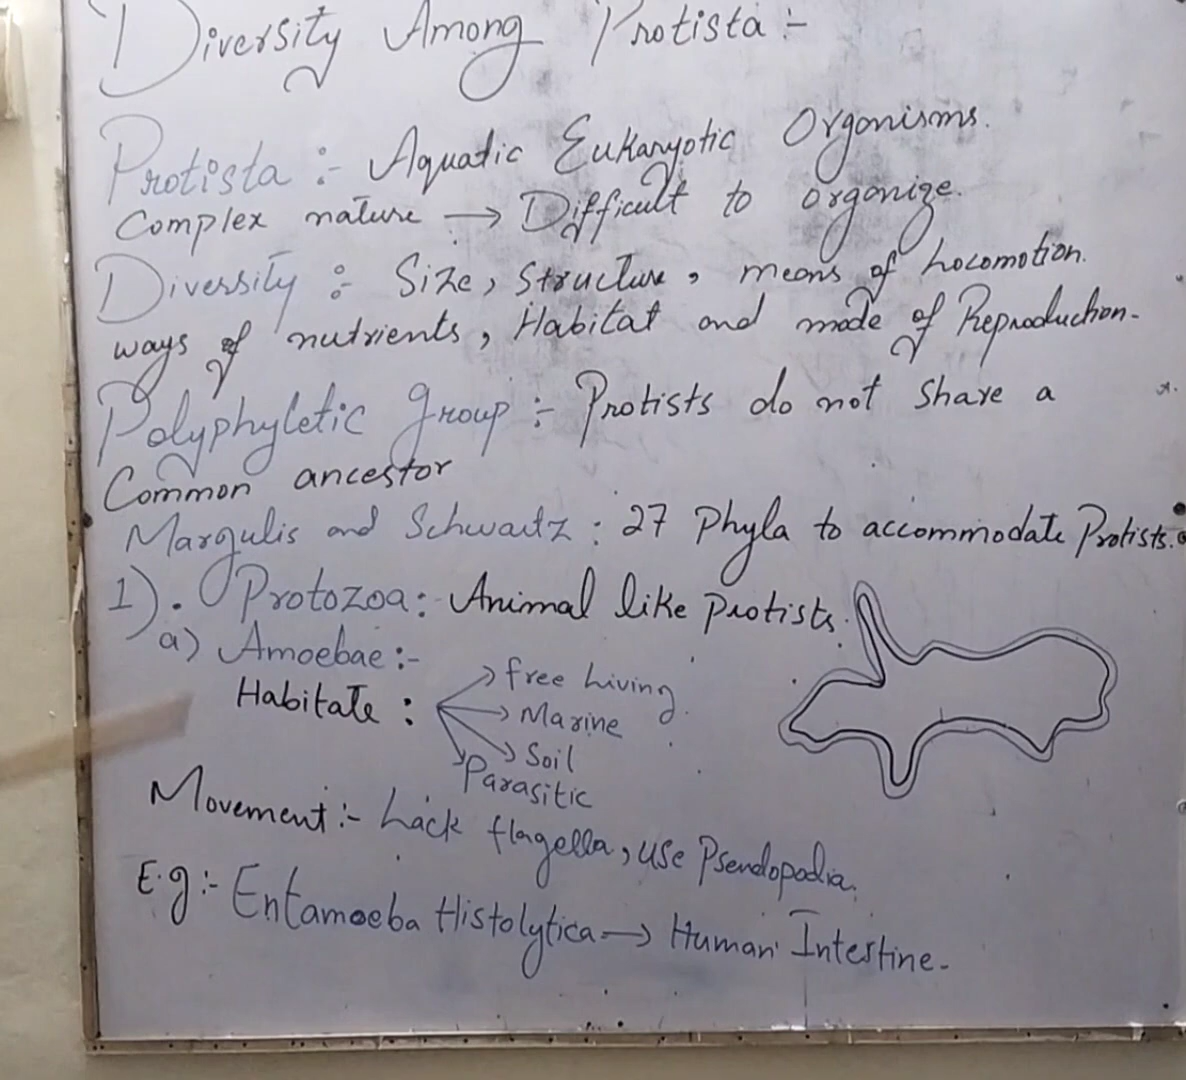 Diversity Among Protista :-
Protista :- Aquatic Eukaryotic Organisms.
Complex nature → Difficult to organize.
Diversity : Size, Structure, means of Locomotion.
ways of nutrients, Habitat and mode of Reproduction.
Polyphyletic group :- Protists do not Share a
Common ancestor
Margulis and Schwartz : 27 Phyla to accommodate Protists.
1). Protozoa: Animal like protists.
a) Amoebae :-
Habitate : → free Living.
→ Marine
→ Soil
→ Parasitic
Movement :- Lack flagella, use Pseudopodia.
E.g :- Entamoeba Histolytica → Human Intestine.